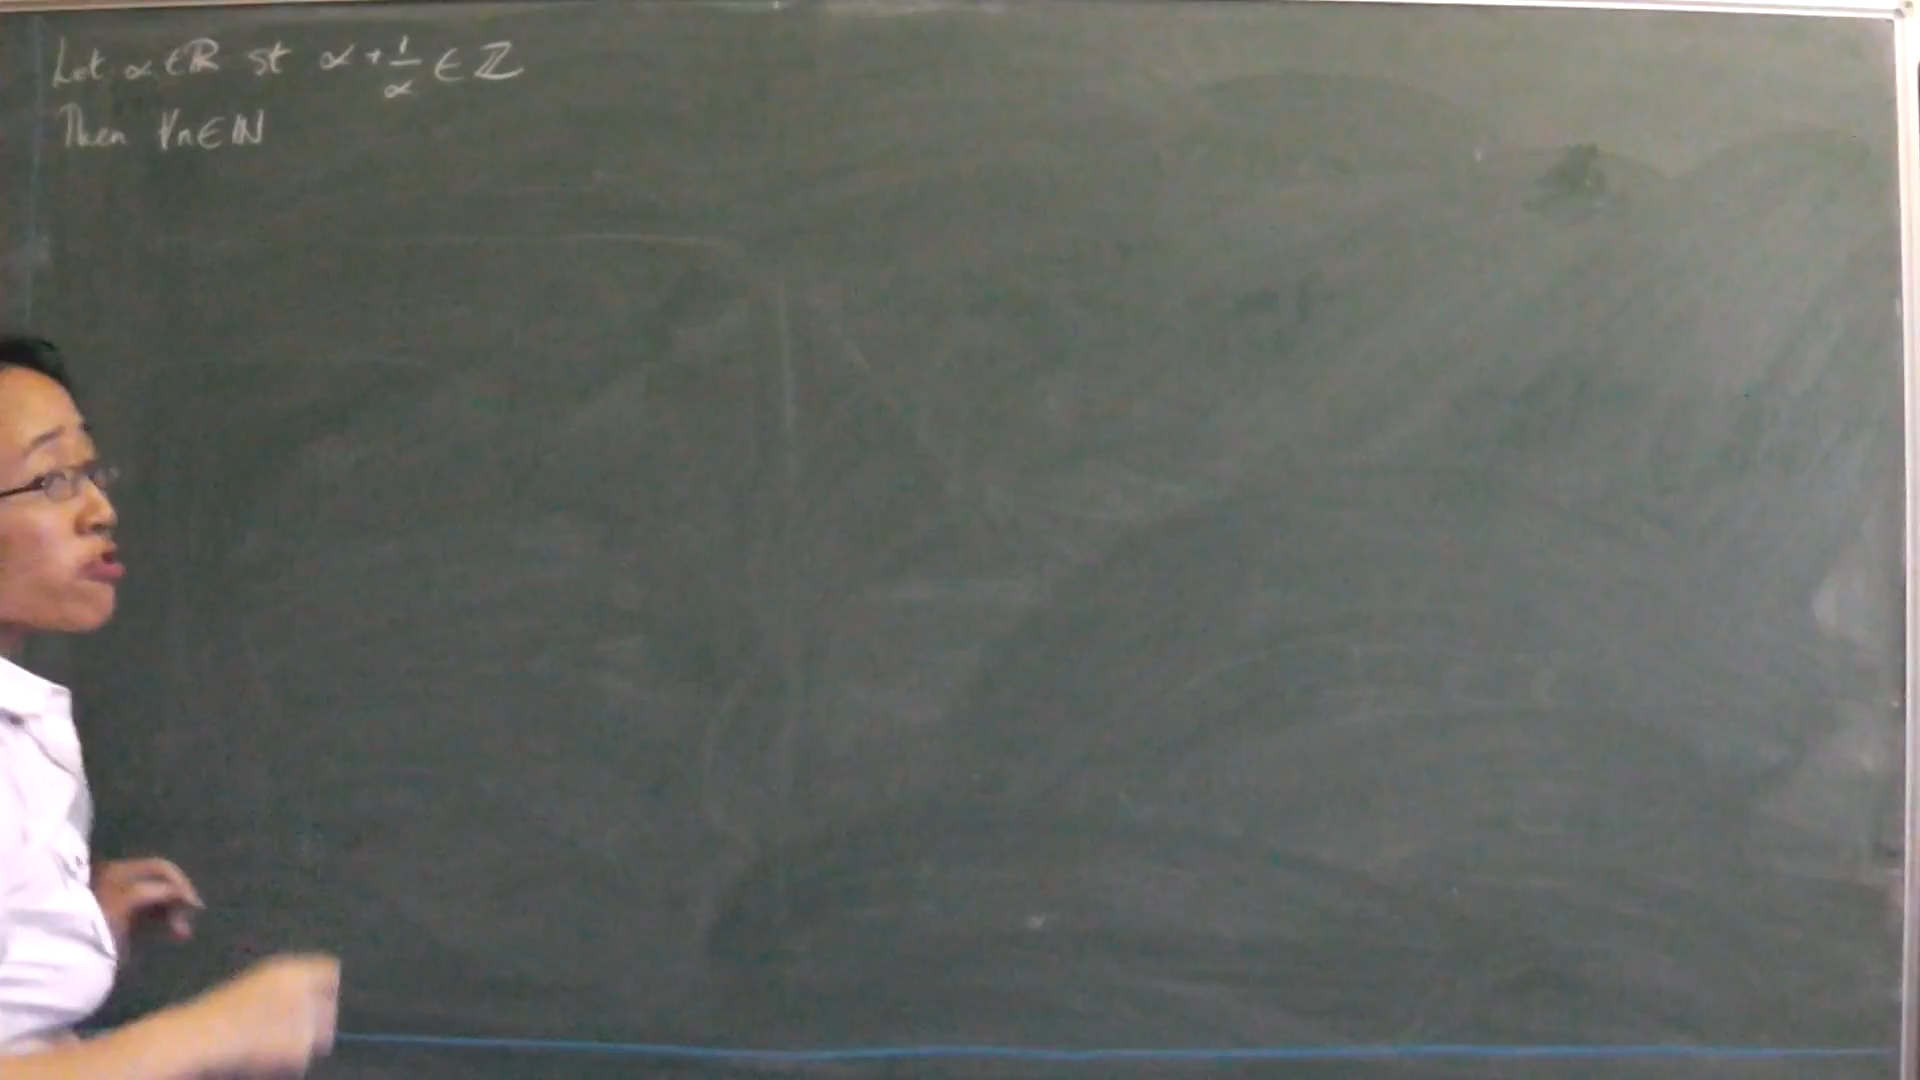 Let α ∈ ℝ st α + 1/α ∈ ℤ
Then ∀n ∈ ℕ